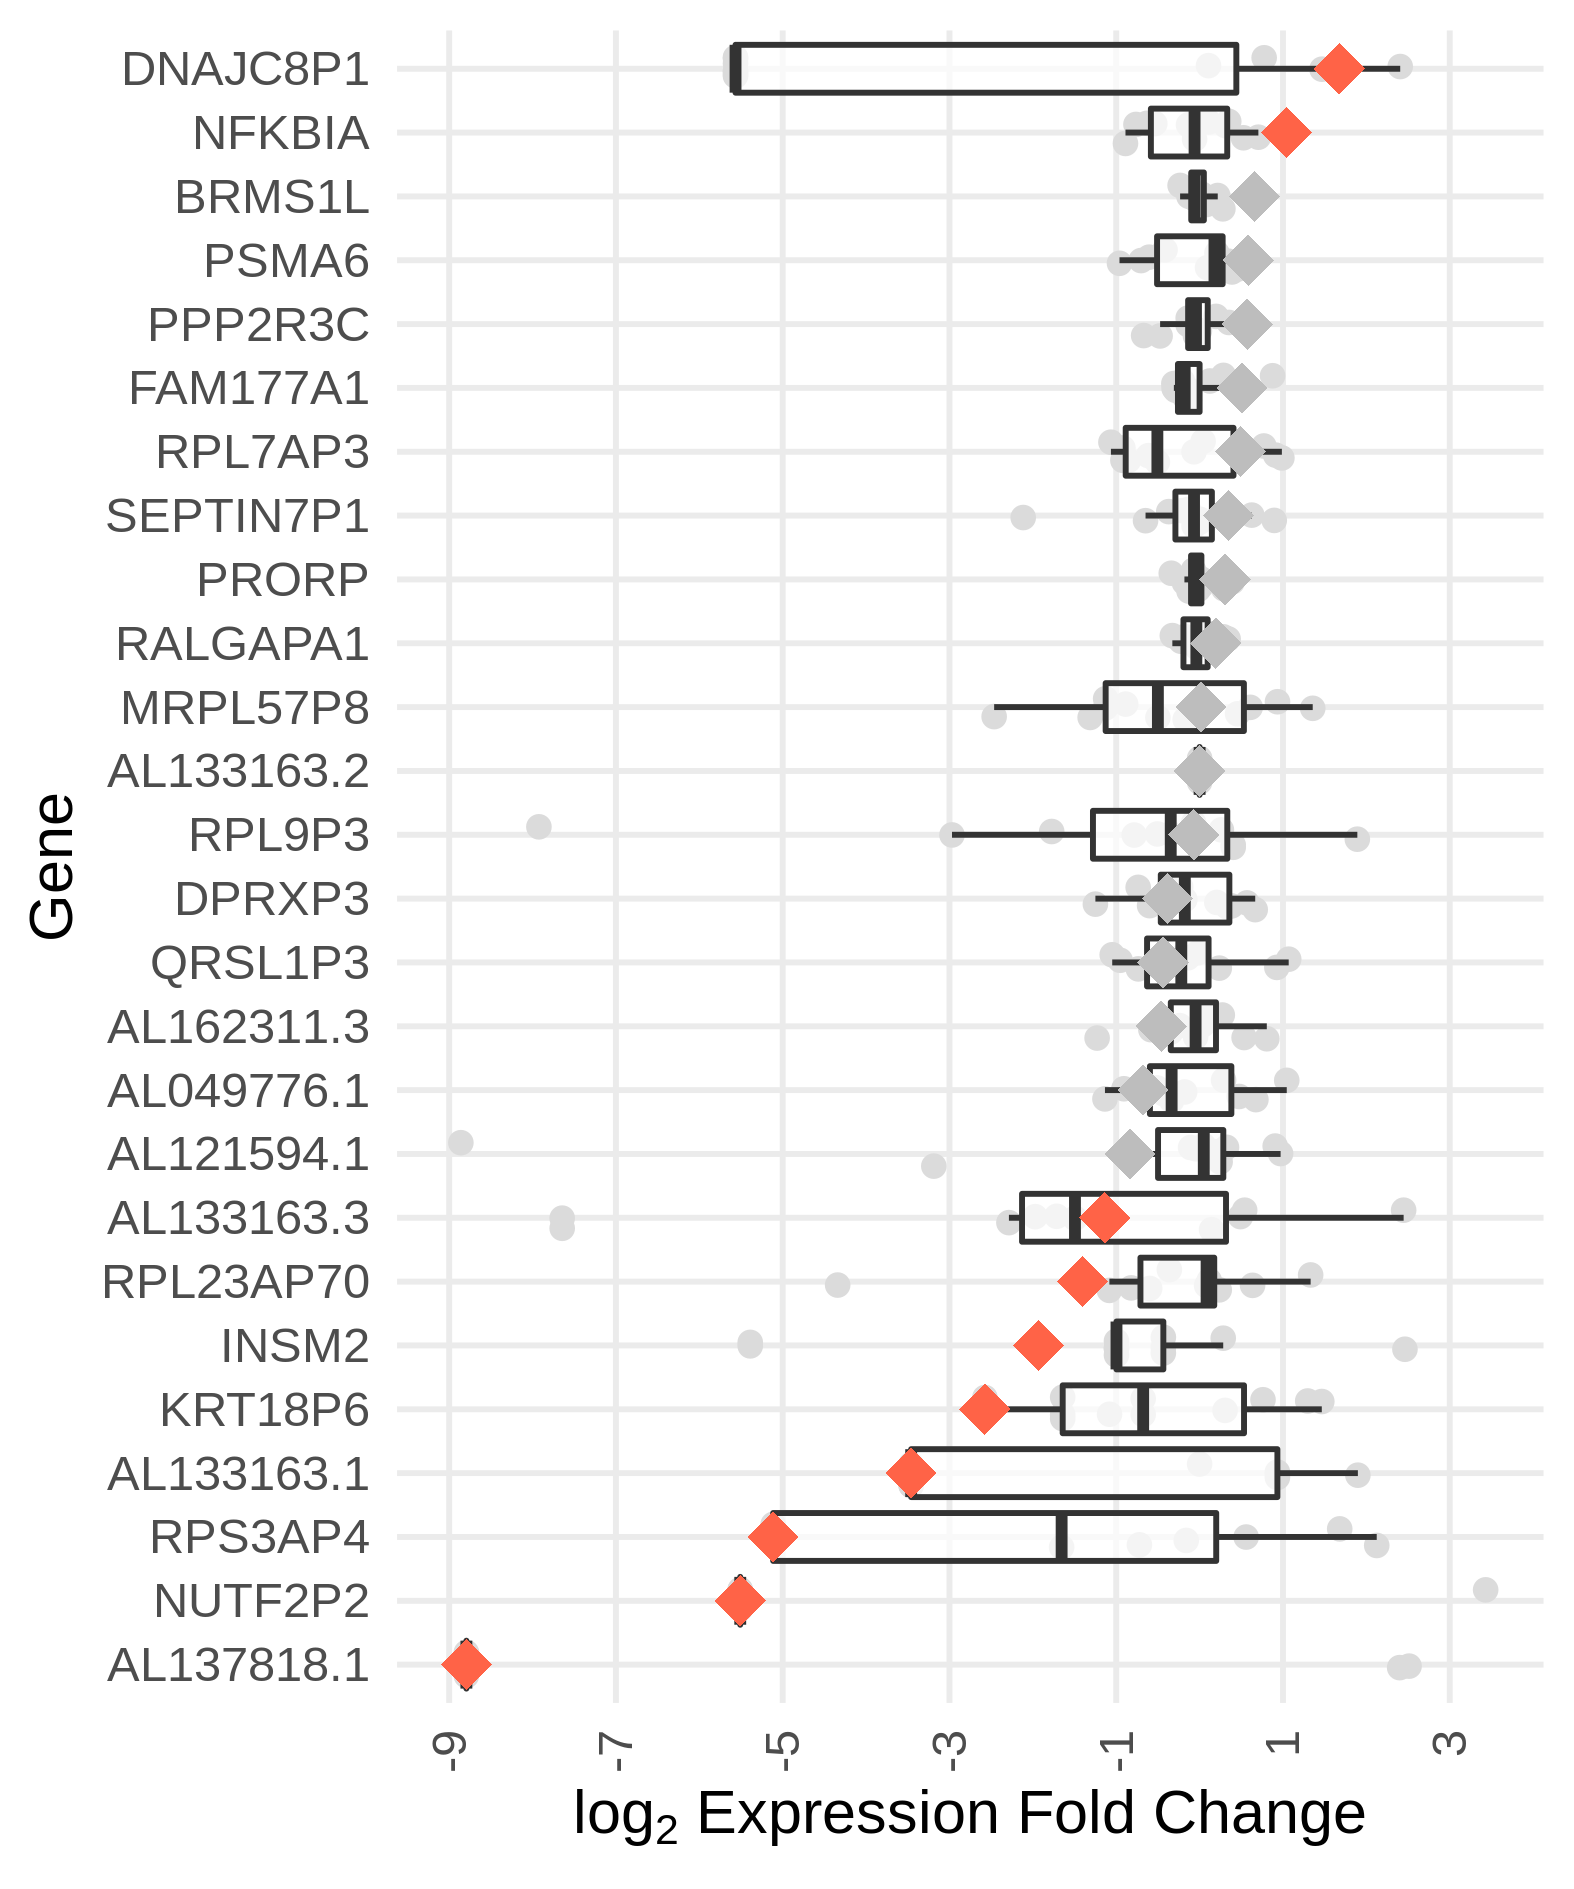 DNAJC8P1
NFKBIA
BRMS1L
PSMA6
PPP2R3C
FAM177A1
RPL7AP3
SEPTIN7P1
PRORP
RALGAPA1
MRPL57P8
AL133163.2
RPL9P3
DPRXP3
QRSL1P3
AL162311.3
AL049776.1
AL121594.1
AL133163.3
RPL23AP70
INSM2
KRT18P6
AL133163.1
RPS3AP4
NUTF2P2
AL137818.1
Gene
-9 -7 -5 -3 -1 1 3
log₂ Expression Fold Change